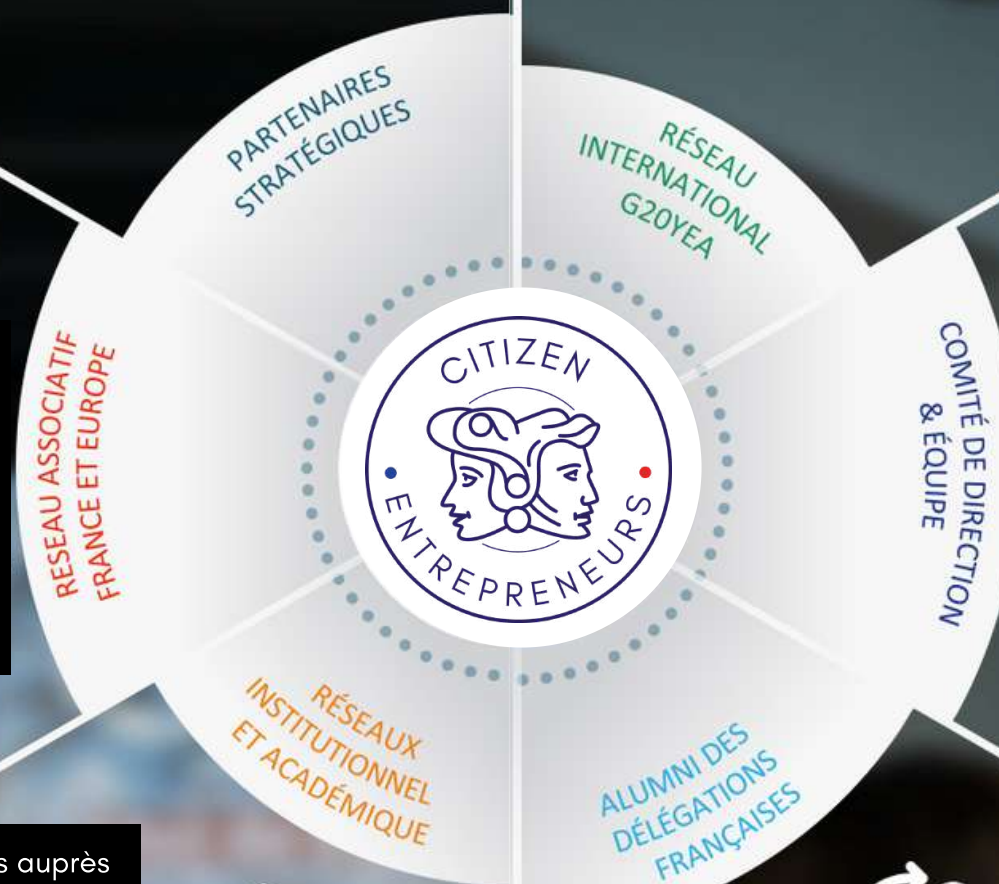 PARTENAIRES
STRATÉGIQUES
RÉSEAU
INTERNATIONAL
G20YEA
COMITÉ DE DIRECTION
& ÉQUIPE
ALUMNI DES
DÉLÉGATIONS
FRANÇAISES
RÉSEAUX
INSTITUTIONNEL
ET ACADÉMIQUE
RESEAU ASSOCIATIF
FRANCE ET EUROPE
CITIZEN
ENTREPRENEURS
s auprès